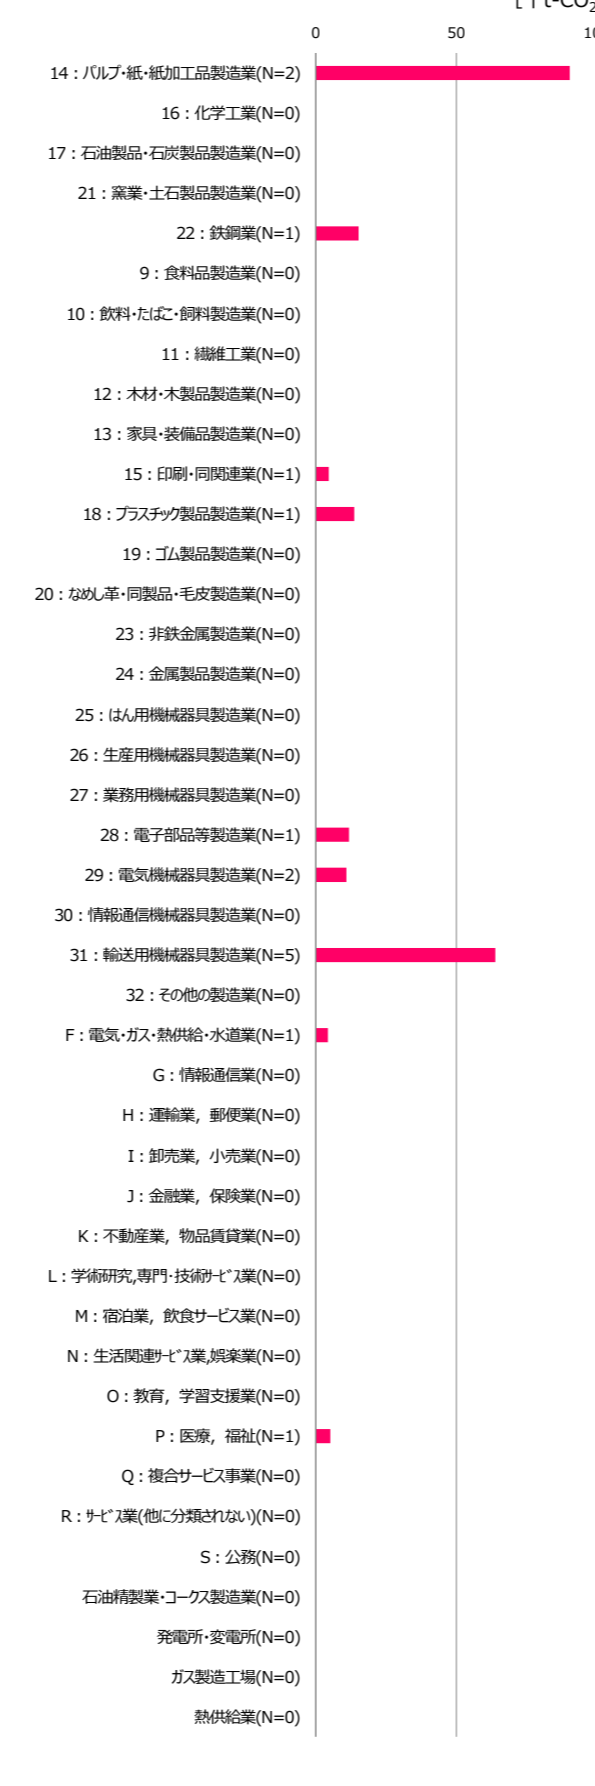 [千t-CO2
0 50 10
14：パルプ・紙・紙加工品製造業(N=2)
16：化学工業(N=0)
17：石油製品・石炭製品製造業(N=0)
21：窯業・土石製品製造業(N=0)
22：鉄鋼業(N=1)
9：食料品製造業(N=0)
10：飲料・たばこ・飼料製造業(N=0)
11：繊維工業(N=0)
12：木材・木製品製造業(N=0)
13：家具・装備品製造業(N=0)
15：印刷・同関連業(N=1)
18：プラスチック製品製造業(N=1)
19：ゴム製品製造業(N=0)
20：なめし革・同製品・毛皮製造業(N=0)
23：非鉄金属製造業(N=0)
24：金属製品製造業(N=0)
25：はん用機械器具製造業(N=0)
26：生産用機械器具製造業(N=0)
27：業務用機械器具製造業(N=0)
28：電子部品等製造業(N=1)
29：電気機械器具製造業(N=2)
30：情報通信機械器具製造業(N=0)
31：輸送用機械器具製造業(N=5)
32：その他の製造業(N=0)
F：電気・ガス・熱供給・水道業(N=1)
G：情報通信業(N=0)
H：運輸業，郵便業(N=0)
I：卸売業，小売業(N=0)
J：金融業，保険業(N=0)
K：不動産業，物品賃貸業(N=0)
L：学術研究,専門・技術ｻｰﾋﾞｽ業(N=0)
M：宿泊業，飲食サービス業(N=0)
N：生活関連ｻｰﾋﾞｽ業,娯楽業(N=0)
O：教育，学習支援業(N=0)
P：医療，福祉(N=1)
Q：複合サービス事業(N=0)
R：ｻｰﾋﾞｽ業(他に分類されない)(N=0)
S：公務(N=0)
石油精製業・コークス製造業(N=0)
発電所・変電所(N=0)
ガス製造工場(N=0)
熱供給業(N=0)